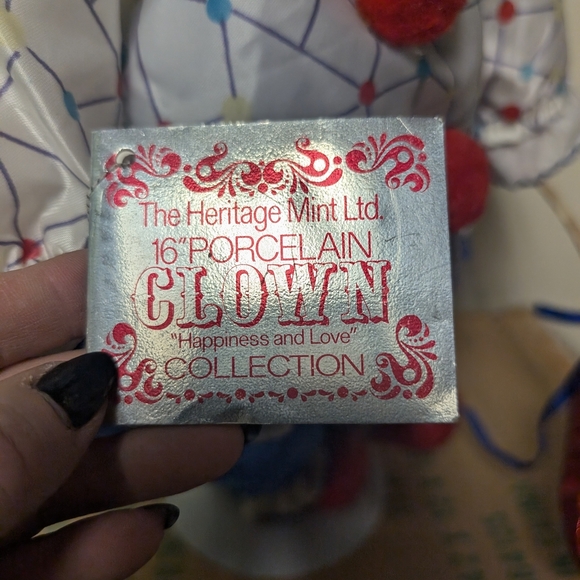 The Heritage Mint Ltd.
16" PORCELAIN
CLOWN
"Happiness and Love"
COLLECTION